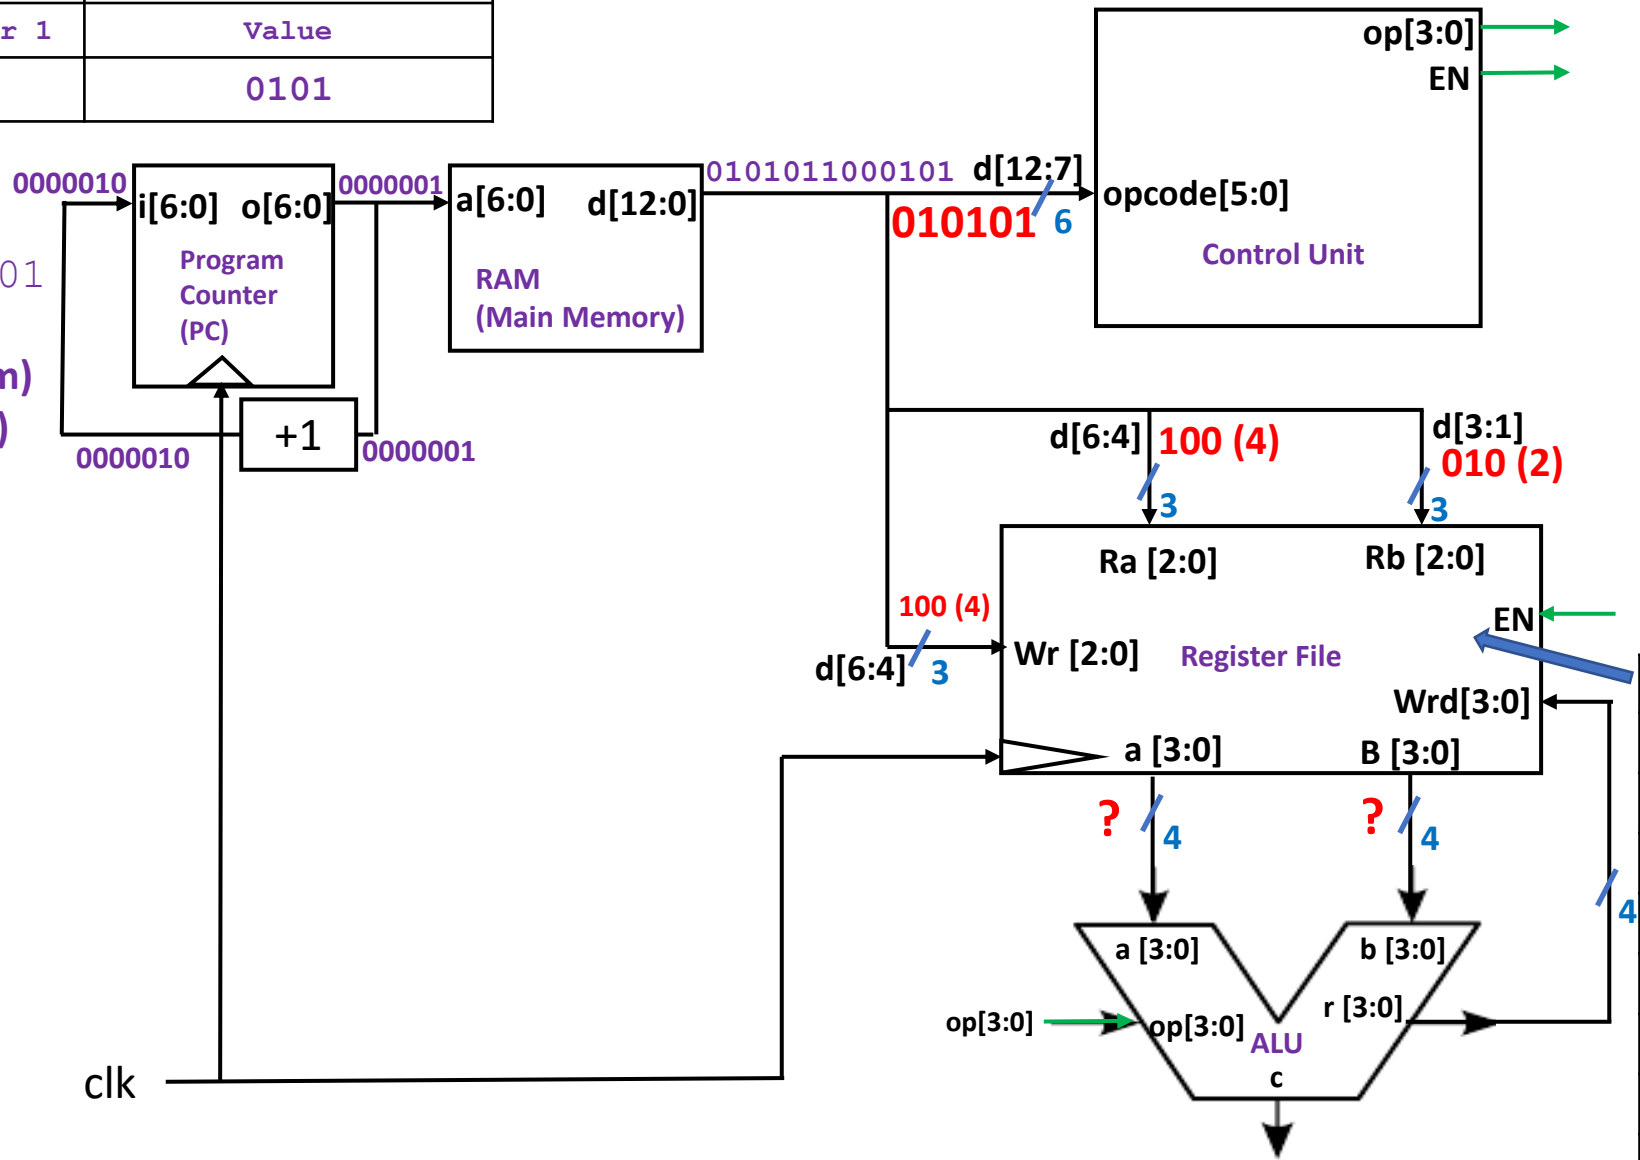 r 1
Value
0101
op[3:0]
EN
0000010
i[6:0] o[6:0]
0000001
a[6:0] d[12:0]
0101011000101
d[12:7]
010101
6
opcode[5:0]
Control Unit
Program
Counter
(PC)
RAM
(Main Memory)
01
m)
)
+1
0000010
0000001
d[6:4]
100 (4)
3
d[3:1]
010 (2)
3
Ra [2:0]
Rb [2:0]
100 (4)
d[6:4]
3
Wr [2:0]
Register File
EN
Wrd[3:0]
a [3:0]
B [3:0]
?
4
?
4
4
a [3:0]
b [3:0]
op[3:0]
op[3:0]
r [3:0]
ALU
c
clk